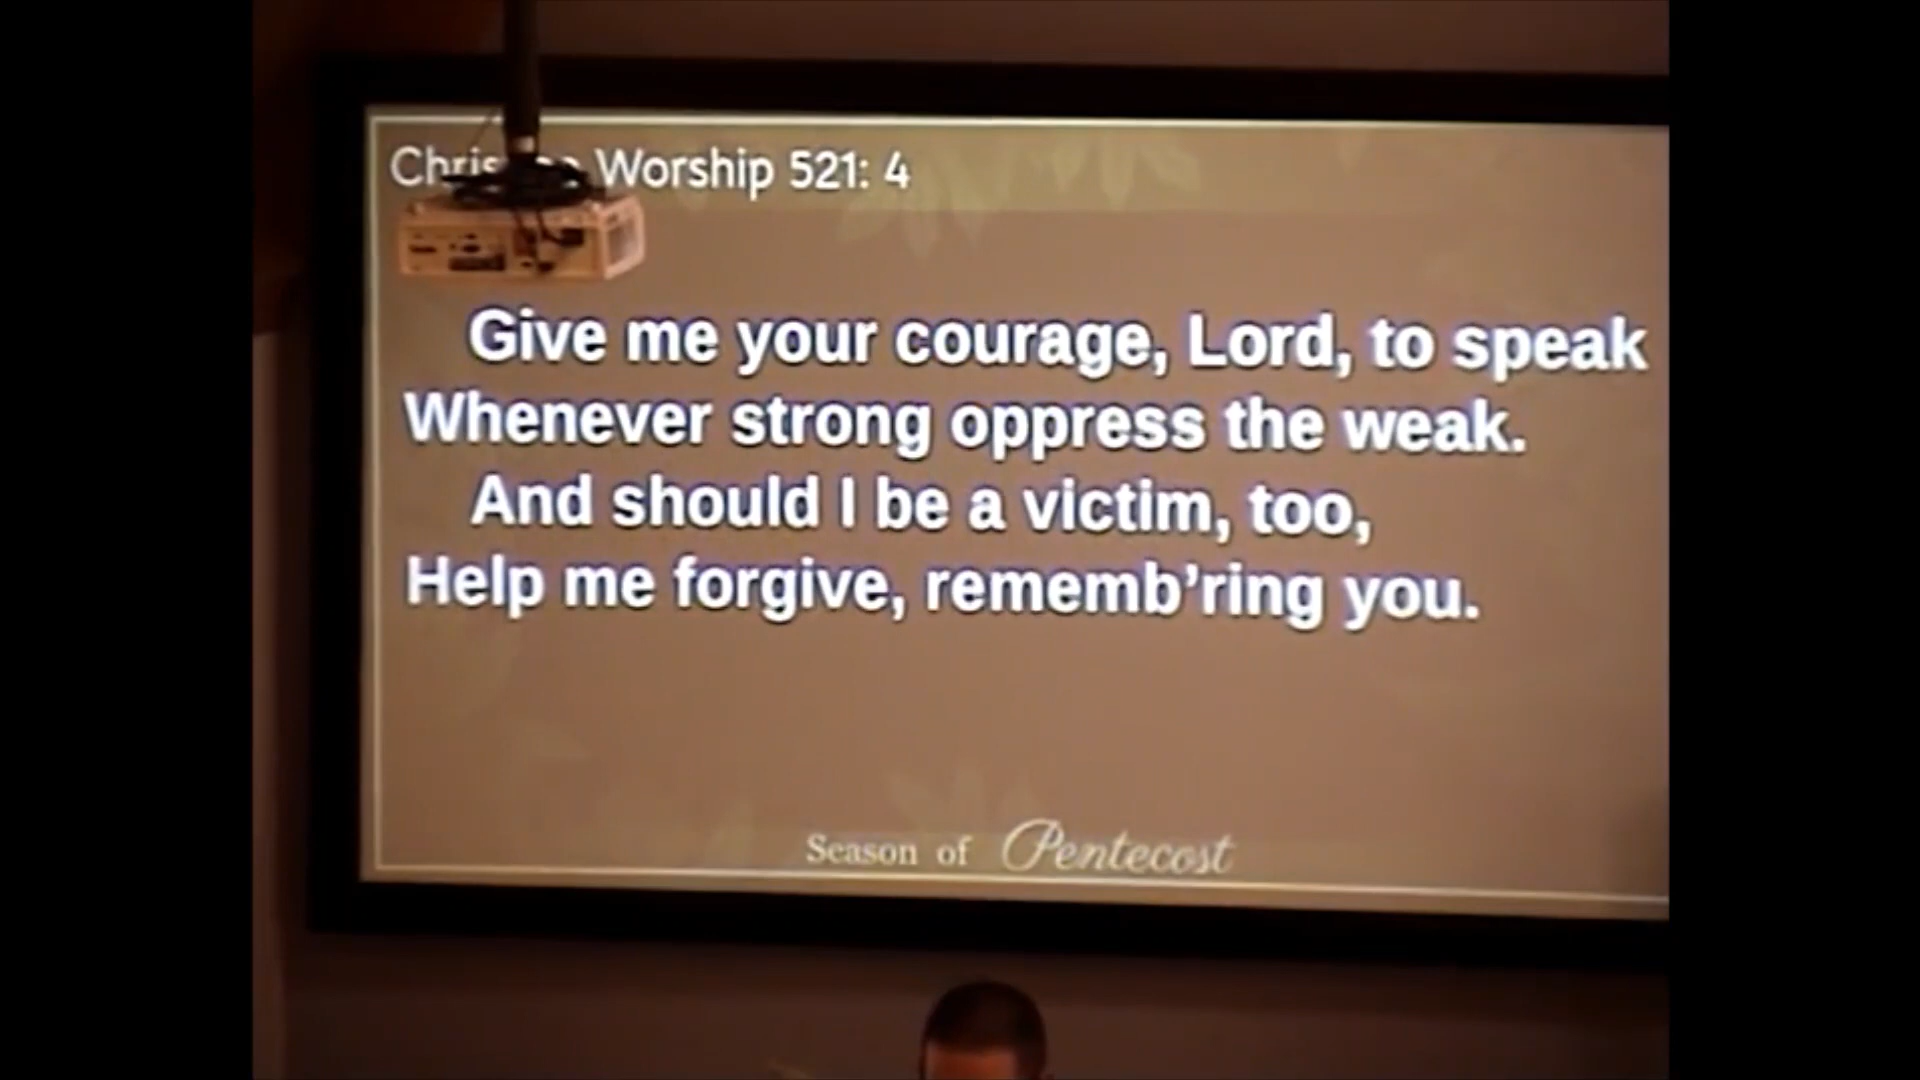 Worship 521: 4
Give me your courage, Lord, to speak
Whenever strong oppress the weak.
And should I be a victim, too,
Help me forgive, rememb’ring you.
Season of Pentecost